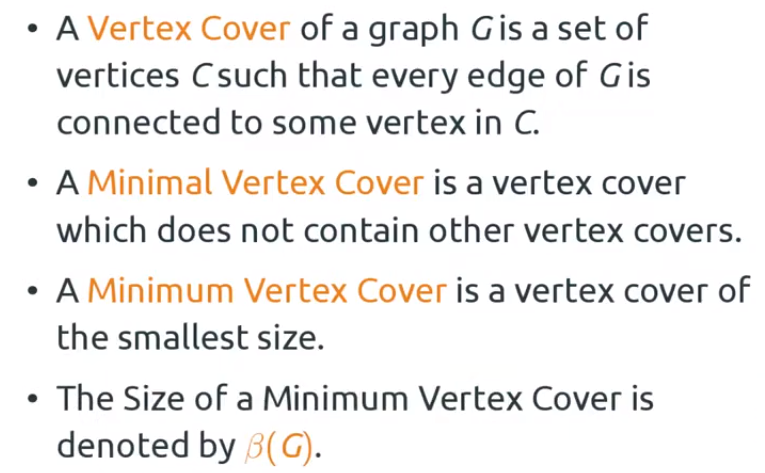 • A Vertex Cover of a graph G is a set of
vertices C such that every edge of G is
connected to some vertex in C.
• A Minimal Vertex Cover is a vertex cover
which does not contain other vertex covers.
• A Minimum Vertex Cover is a vertex cover of
the smallest size.
• The Size of a Minimum Vertex Cover is
denoted by β(G).